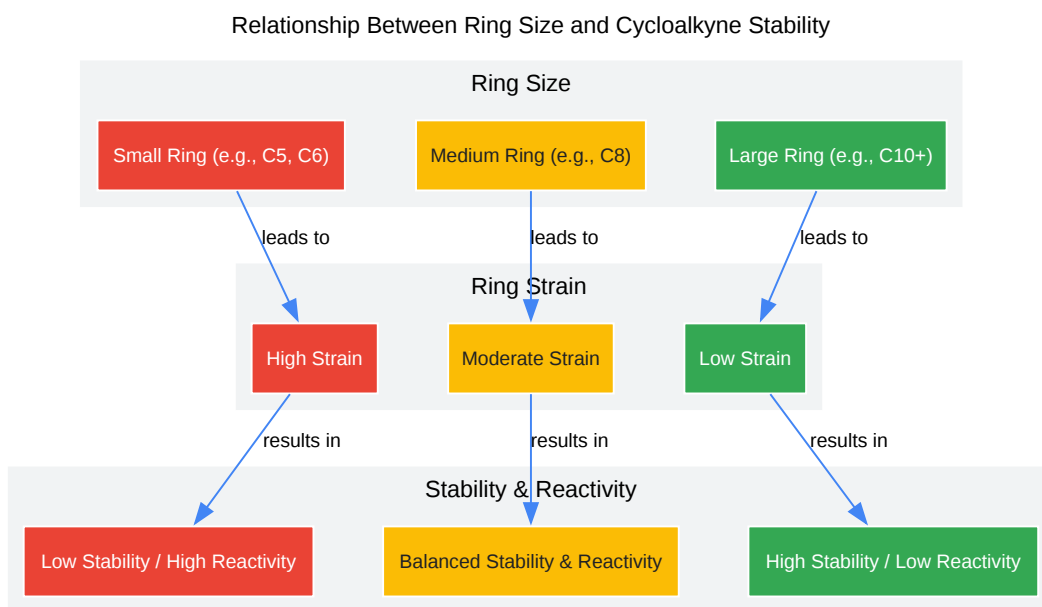 Relationship Between Ring Size and Cycloalkyne Stability
Ring Size
Small Ring (e.g., C5, C6)
Medium Ring (e.g., C8)
Large Ring (e.g., C10+)
leads to
leads to
leads to
Ring Strain
High Strain
Moderate Strain
Low Strain
results in
results in
results in
Stability & Reactivity
Low Stability / High Reactivity
Balanced Stability & Reactivity
High Stability / Low Reactivity